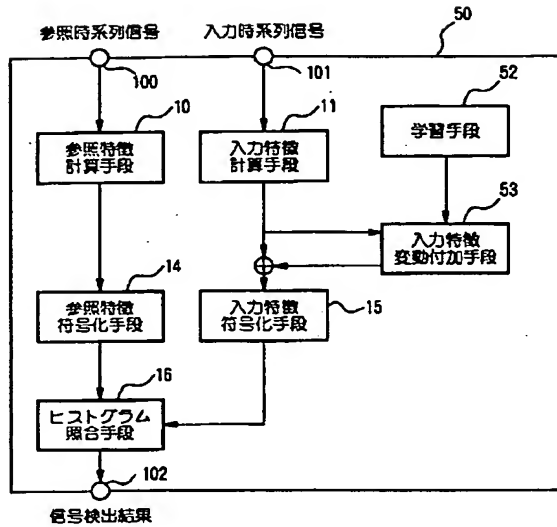 参照時系列信号
入力時系列信号
50
100
101
52
10
11
学習手段
参照特徴
計算手段
入力特徴
計算手段
53
入力特徴
変動付加手段
14
参照特徴
符号化手段
入力特徴
符号化手段
15
16
ヒストグラム
照合手段
102
信号検出結果